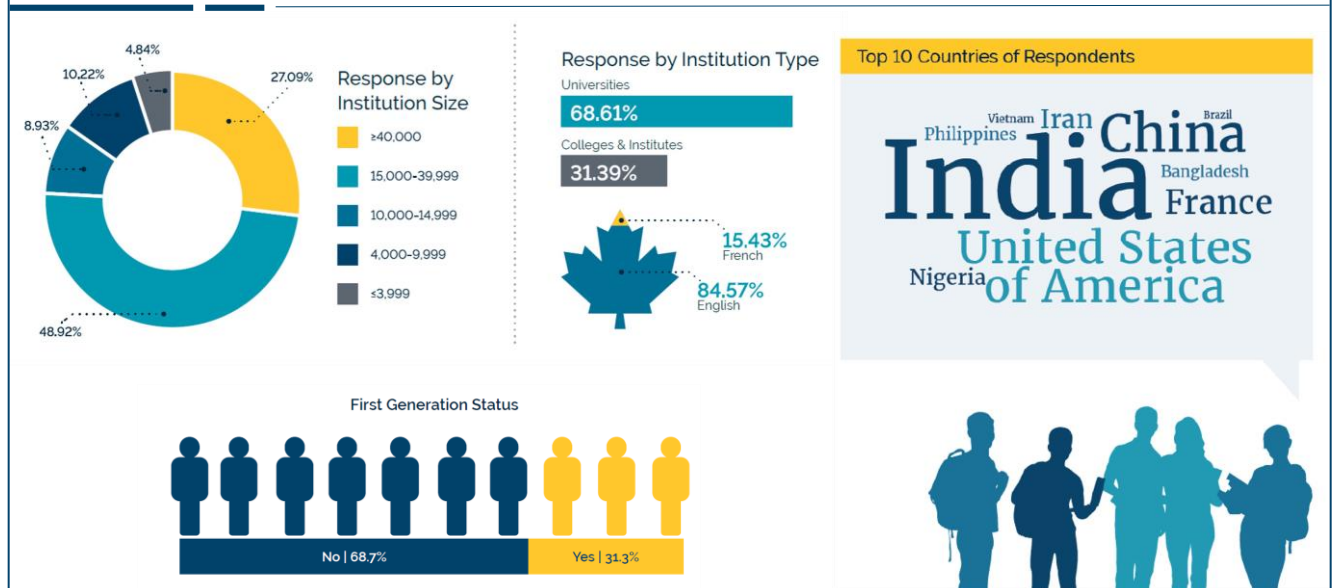 4.84%
10.22%
27.09%
8.93%
48.92%
Response by
Institution Size
≥40,000
15,000-39,999
10,000-14,999
4,000-9,999
≤3,999
Response by Institution Type
Universities
68.61%
Colleges & Institutes
31.39%
15.43%
French
84.57%
English
Top 10 Countries of Respondents
Vietnam
Iran
China
Brazil
Philippines
India
Bangladesh
France
United States
of America
Nigeria
First Generation Status
No | 68.7%
Yes | 31.3%